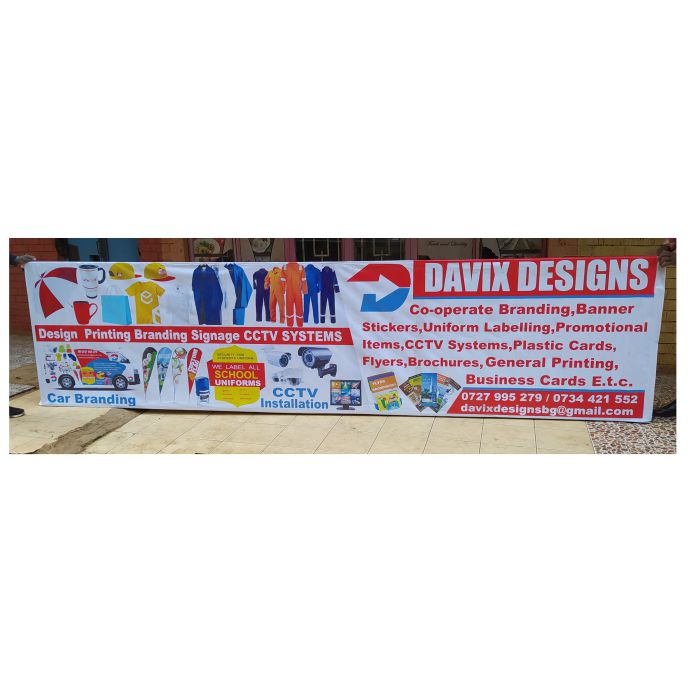 DAVIX DESIGNS
Co-operate Branding,Banner
Stickers,Uniform Labelling,Promotional
Items,CCTV Systems,Plastic Cards,
Flyers,Brochures,General Printing,
Business Cards E.t.c.
0727 995 279 / 0734 421 552
davixdesignsbg@gmail.com
Design Printing Branding Signage CCTV SYSTEMS
Car Branding
WE LABEL ALL
SCHOOL
UNIFORMS
CCTV
Installation